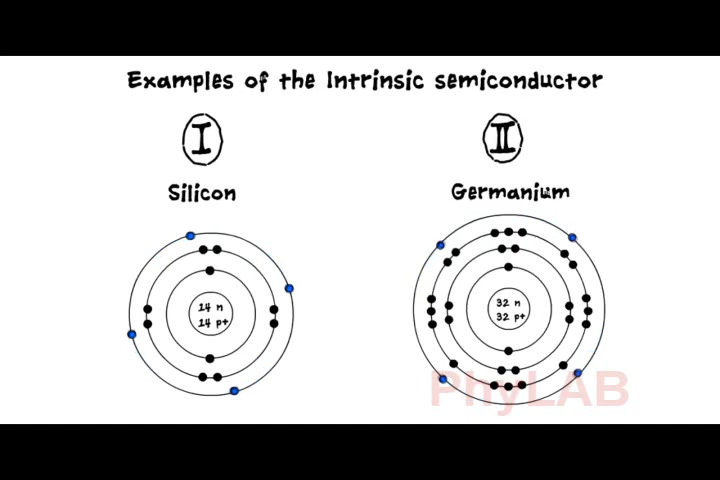 Examples of the Intrinsic semiconductor
I
II
Silicon
Germanium
14 n
14 p+
32 n
32 p+
PhyLAB